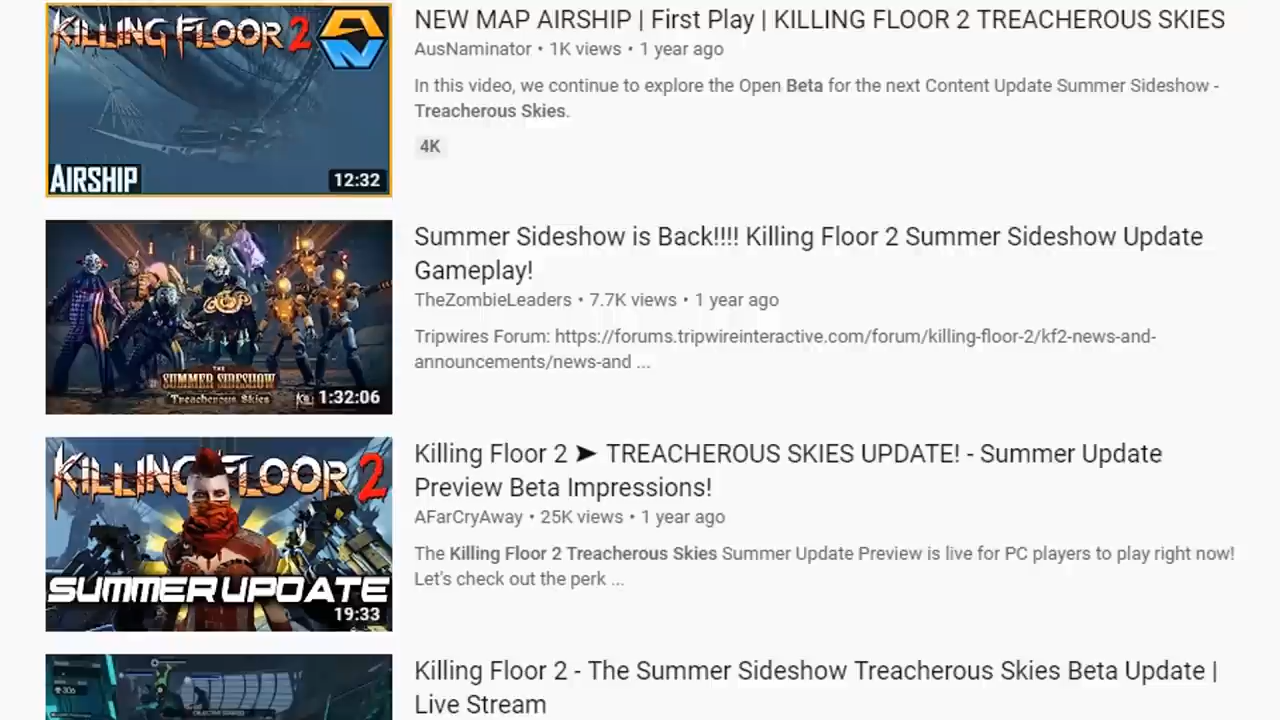 KILLING FLOOR 2
AIRSHIP
12:32
NEW MAP AIRSHIP | First Play | KILLING FLOOR 2 TREACHEROUS SKIES
AusNaminator • 1K views • 1 year ago
In this video, we continue to explore the Open Beta for the next Content Update Summer Sideshow -
Treacherous Skies.
4K
THE
SUMMER SIDESHOW
Treacherous Skies
1:32:06
Summer Sideshow is Back!!!! Killing Floor 2 Summer Sideshow Update
Gameplay!
TheZombieLeaders • 7.7K views • 1 year ago
Tripwires Forum: https://forums.tripwireinteractive.com/forum/killing-floor-2/kf2-news-and-
announcements/news-and ...
KILLING FLOOR 2
SUMMER UPDATE
19:33
Killing Floor 2 ➤ TREACHEROUS SKIES UPDATE! - Summer Update
Preview Beta Impressions!
AFarCryAway • 25K views • 1 year ago
The Killing Floor 2 Treacherous Skies Summer Update Preview is live for PC players to play right now!
Let's check out the perk ...
Killing Floor 2 - The Summer Sideshow Treacherous Skies Beta Update |
Live Stream